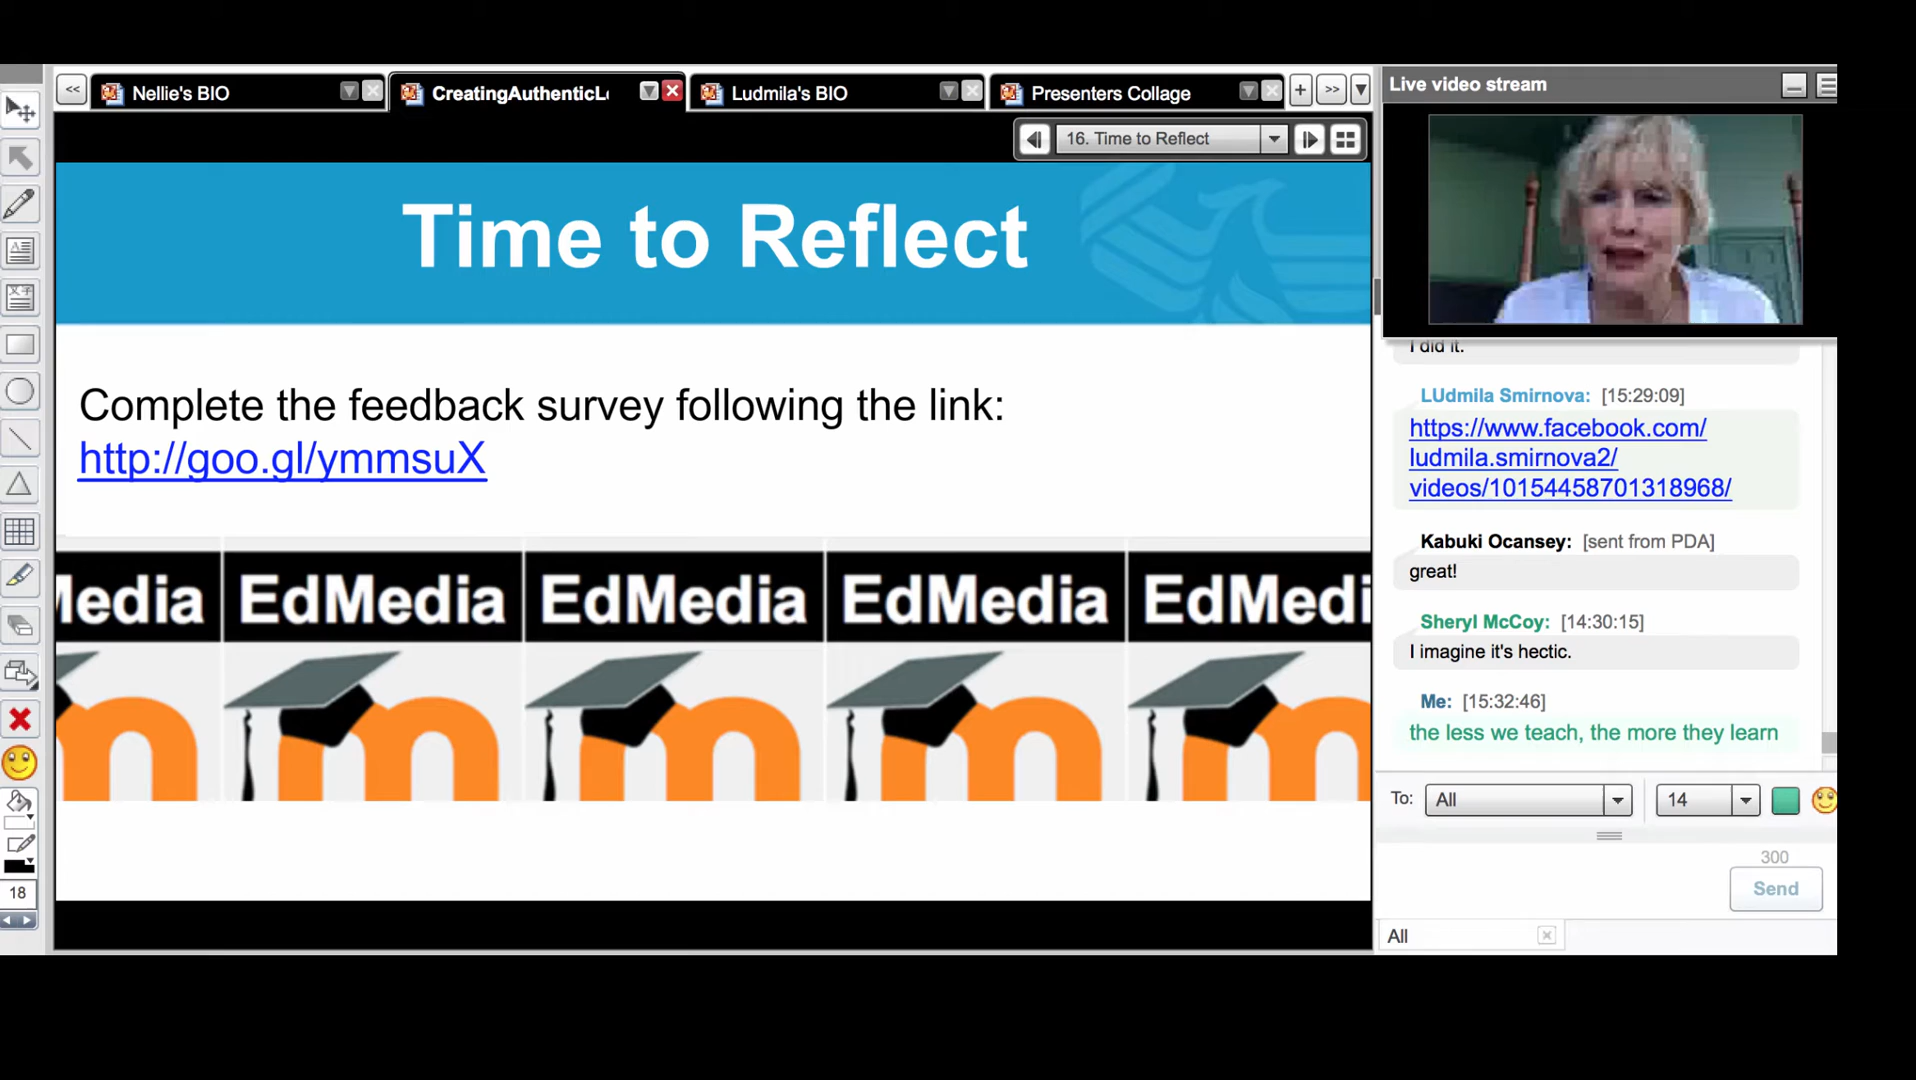 <<
Nellie's BIO
CreatingAuthenticLe
Ludmila's BIO
Presenters Collage
+
>>
16. Time to Reflect
Time to Reflect
Complete the feedback survey following the link:
http://goo.gl/ymmsuX
Media EdMedia EdMedia EdMedia EdMedi
m m m m m
18
Live video stream
I did it.
LUdmila Smirnova: [15:29:09]
https://www.facebook.com/
ludmila.smirnova2/
videos/10154458701318968/
Kabuki Ocansey: [sent from PDA]
great!
Sheryl McCoy: [14:30:15]
I imagine it's hectic.
Me: [15:32:46]
the less we teach, the more they learn
To: All 14
300
Send
All